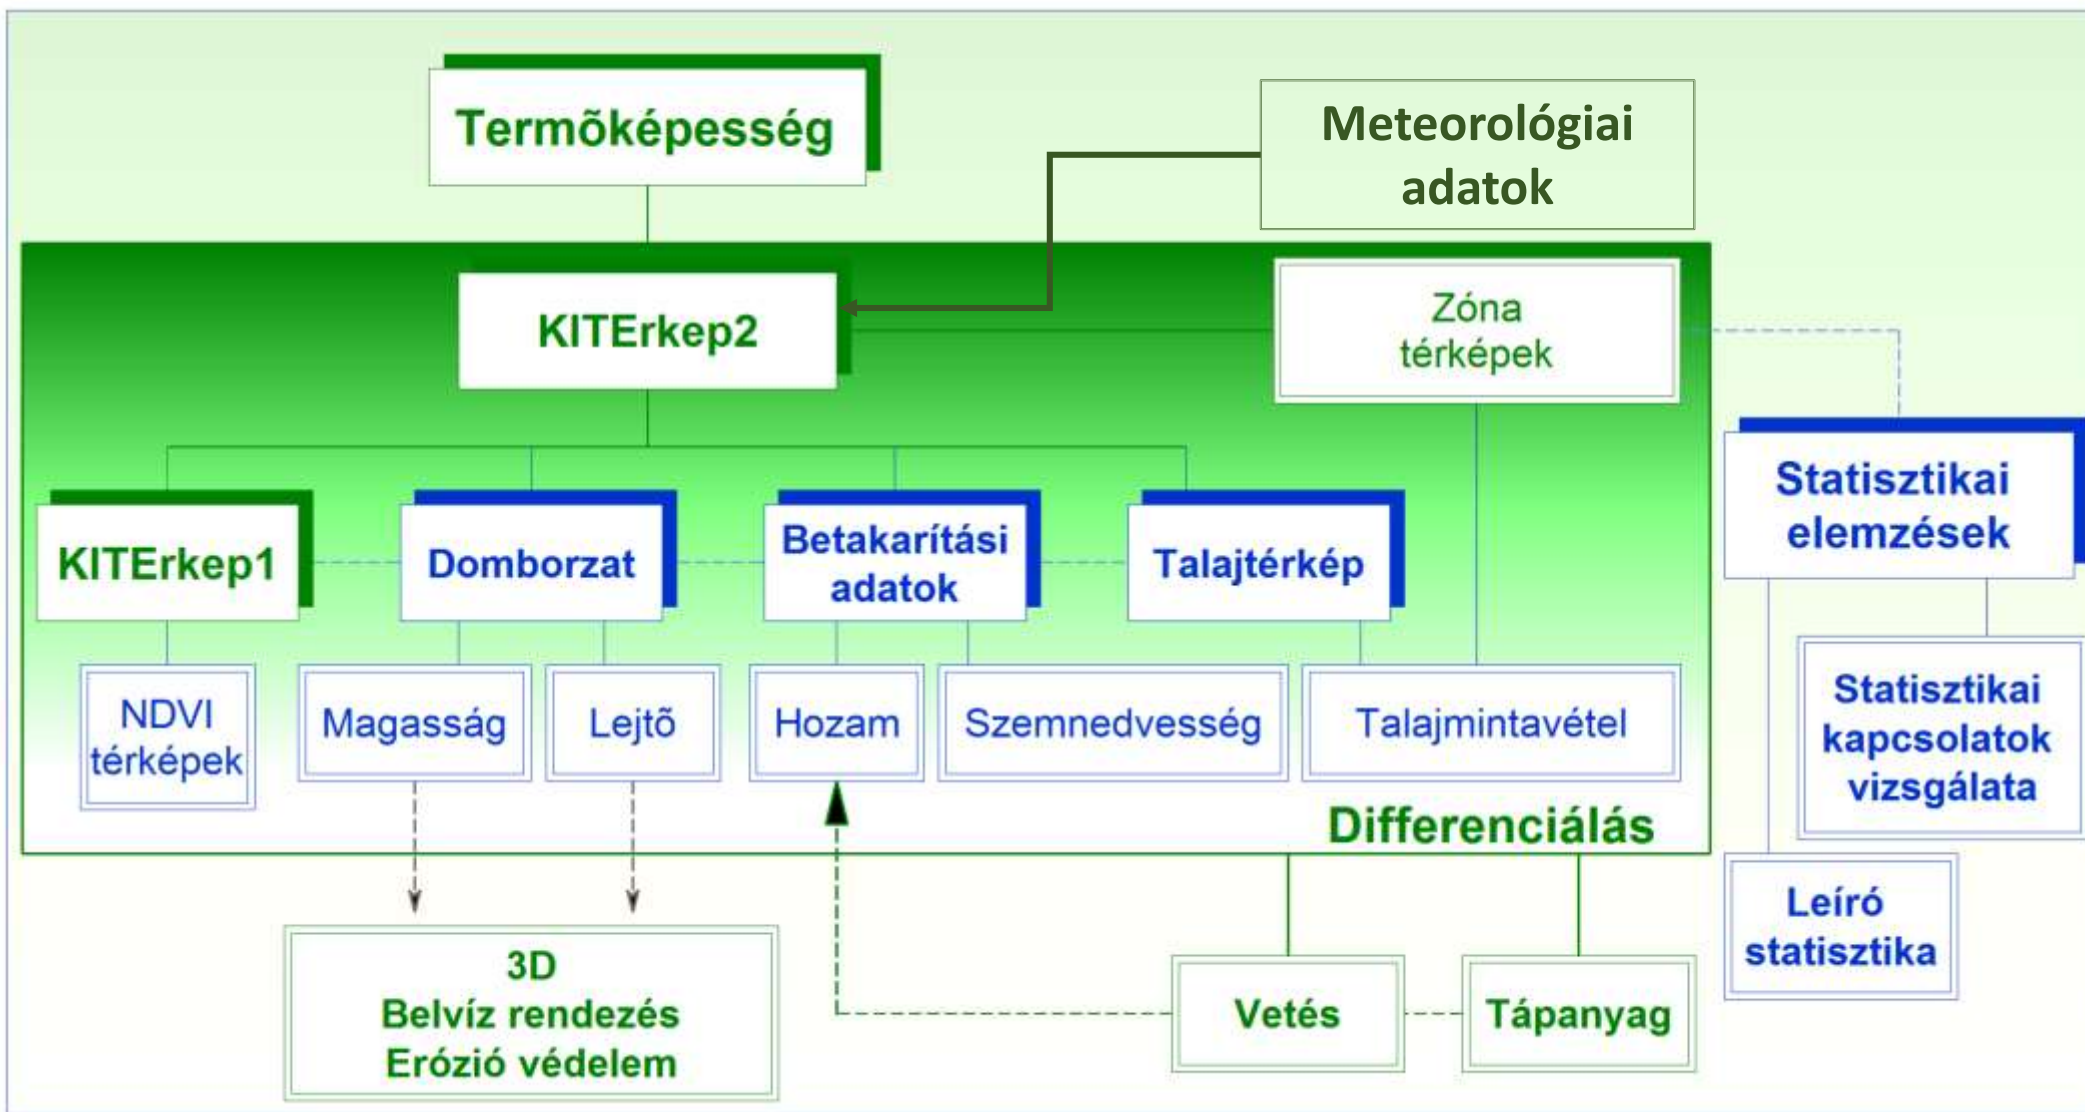 Termõképesség
Meteorológiai
adatok
KITErkep2
Zóna
térképek
KITErkep1
Domborzat
Betakarítási
adatok
Talajtérkép
Statisztikai
elemzések
NDVI
térképek
Magasság
Lejtõ
Hozam
Szemnedvesség
Talajmintavétel
Statisztikai
kapcsolatok
vizsgálata
Differenciálás
Leíró
statisztika
3D
Belvíz rendezés
Erózió védelem
Vetés
Tápanyag